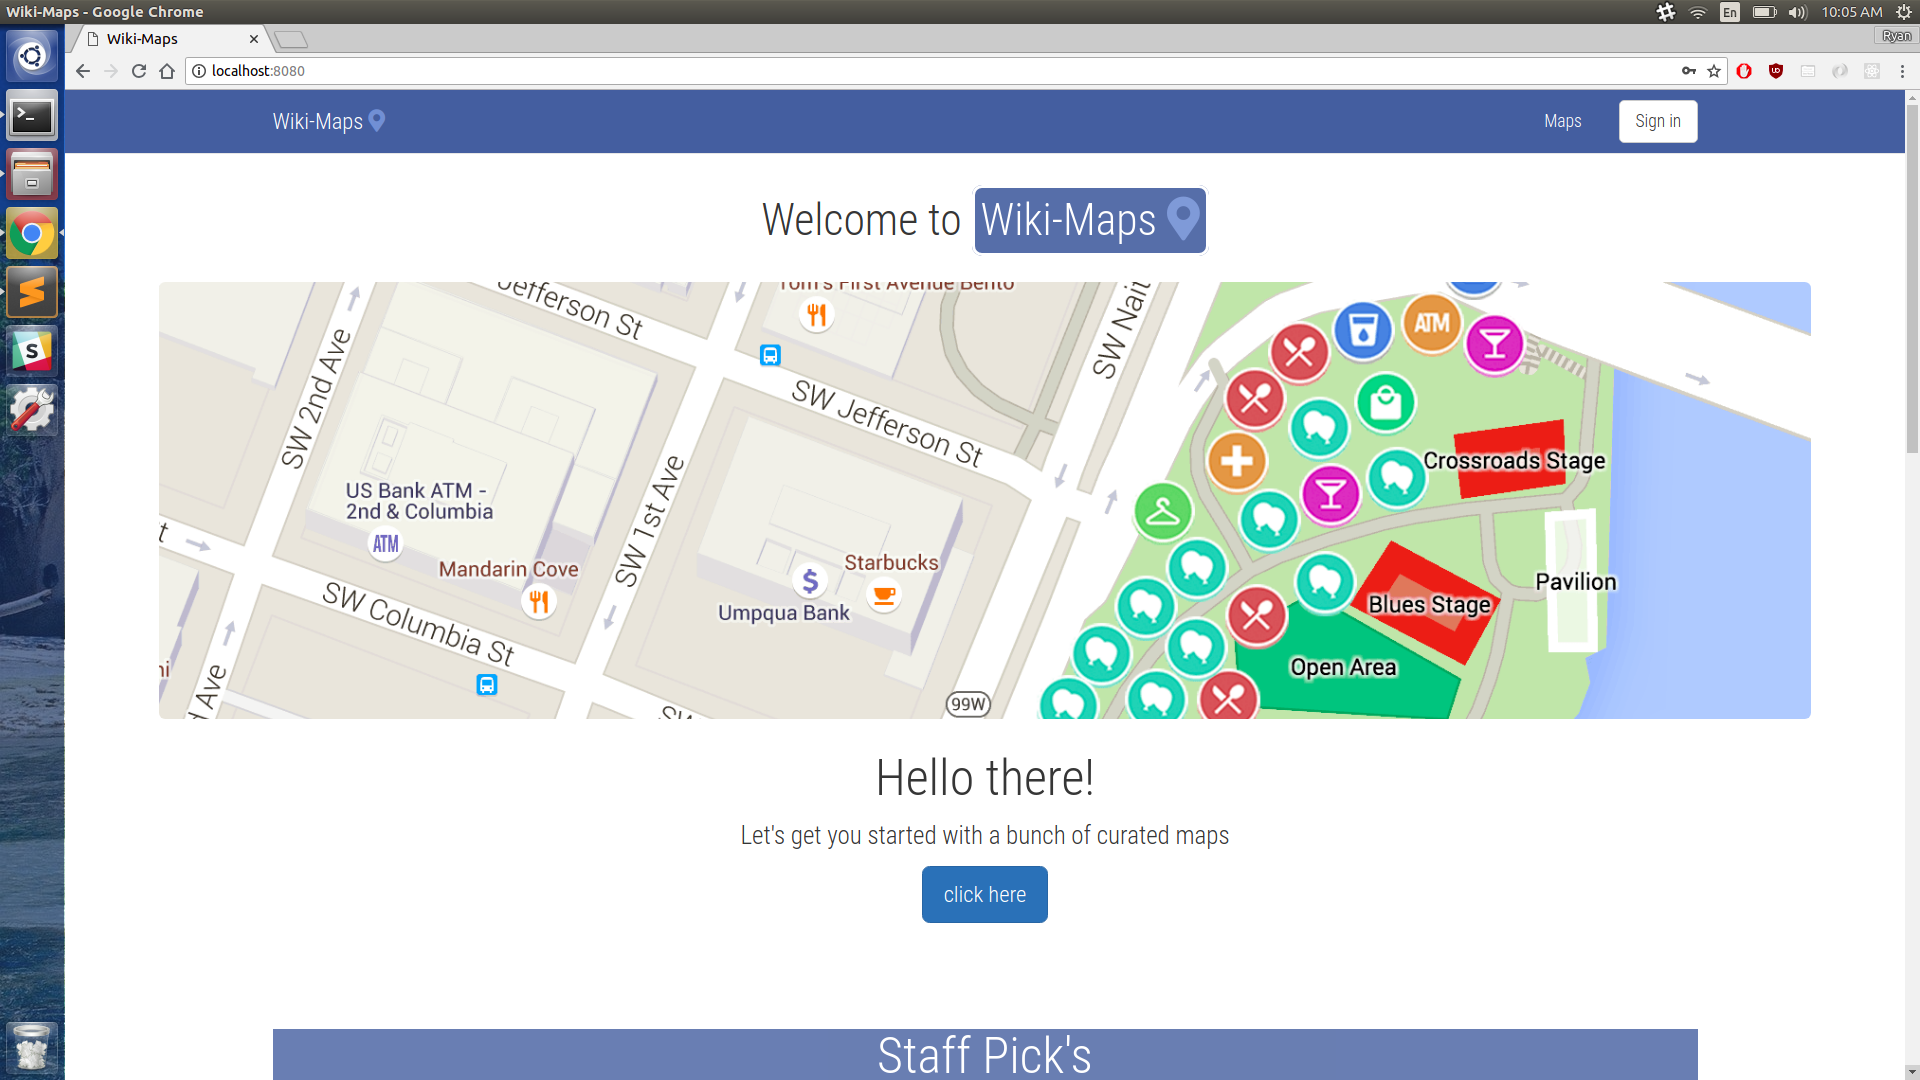 Wiki-Maps - Google Chrome
En
10:05 AM
Wiki-Maps
Ryan
localhost:8080
Wiki-Maps
Maps
Sign in
Welcome to Wiki-Maps
Jefferson St
Tom's First Avenue Bento
SW Nait
ATM
SW 2nd Ave
SW Jefferson St
Crossroads Stage
US Bank ATM -
2nd & Columbia
ATM
SW 1st Ave
Mandarin Cove
Starbucks
Umpqua Bank
Pavilion
Blues Stage
SW Columbia St
Open Area
Ave
99W
Hello there!
Let's get you started with a bunch of curated maps
click here
Staff Pick's